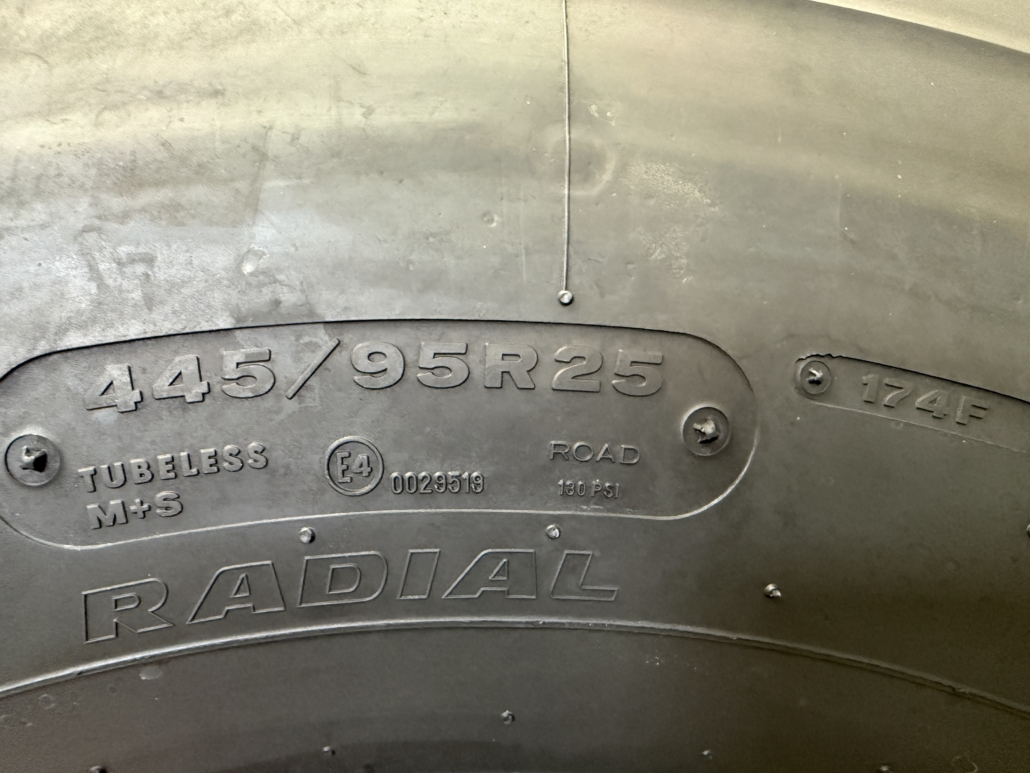 445/95R25
174F
TUBELESS
M+S
E4
0029519
ROAD
130 PSI
RADIAL